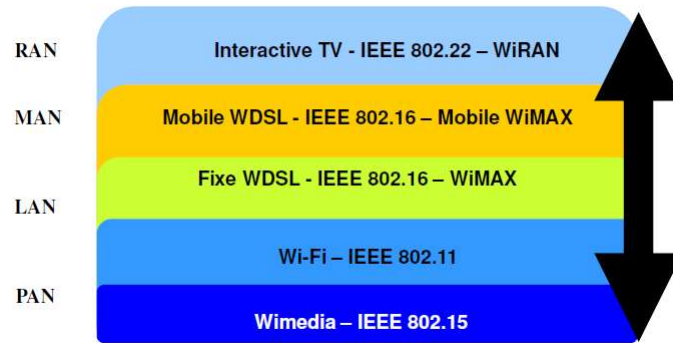 RAN
Interactive TV - IEEE 802.22 – WiRAN
MAN
Mobile WDSL - IEEE 802.16 – Mobile WiMAX
Fixe WDSL - IEEE 802.16 – WiMAX
LAN
Wi-Fi – IEEE 802.11
PAN
Wimedia – IEEE 802.15